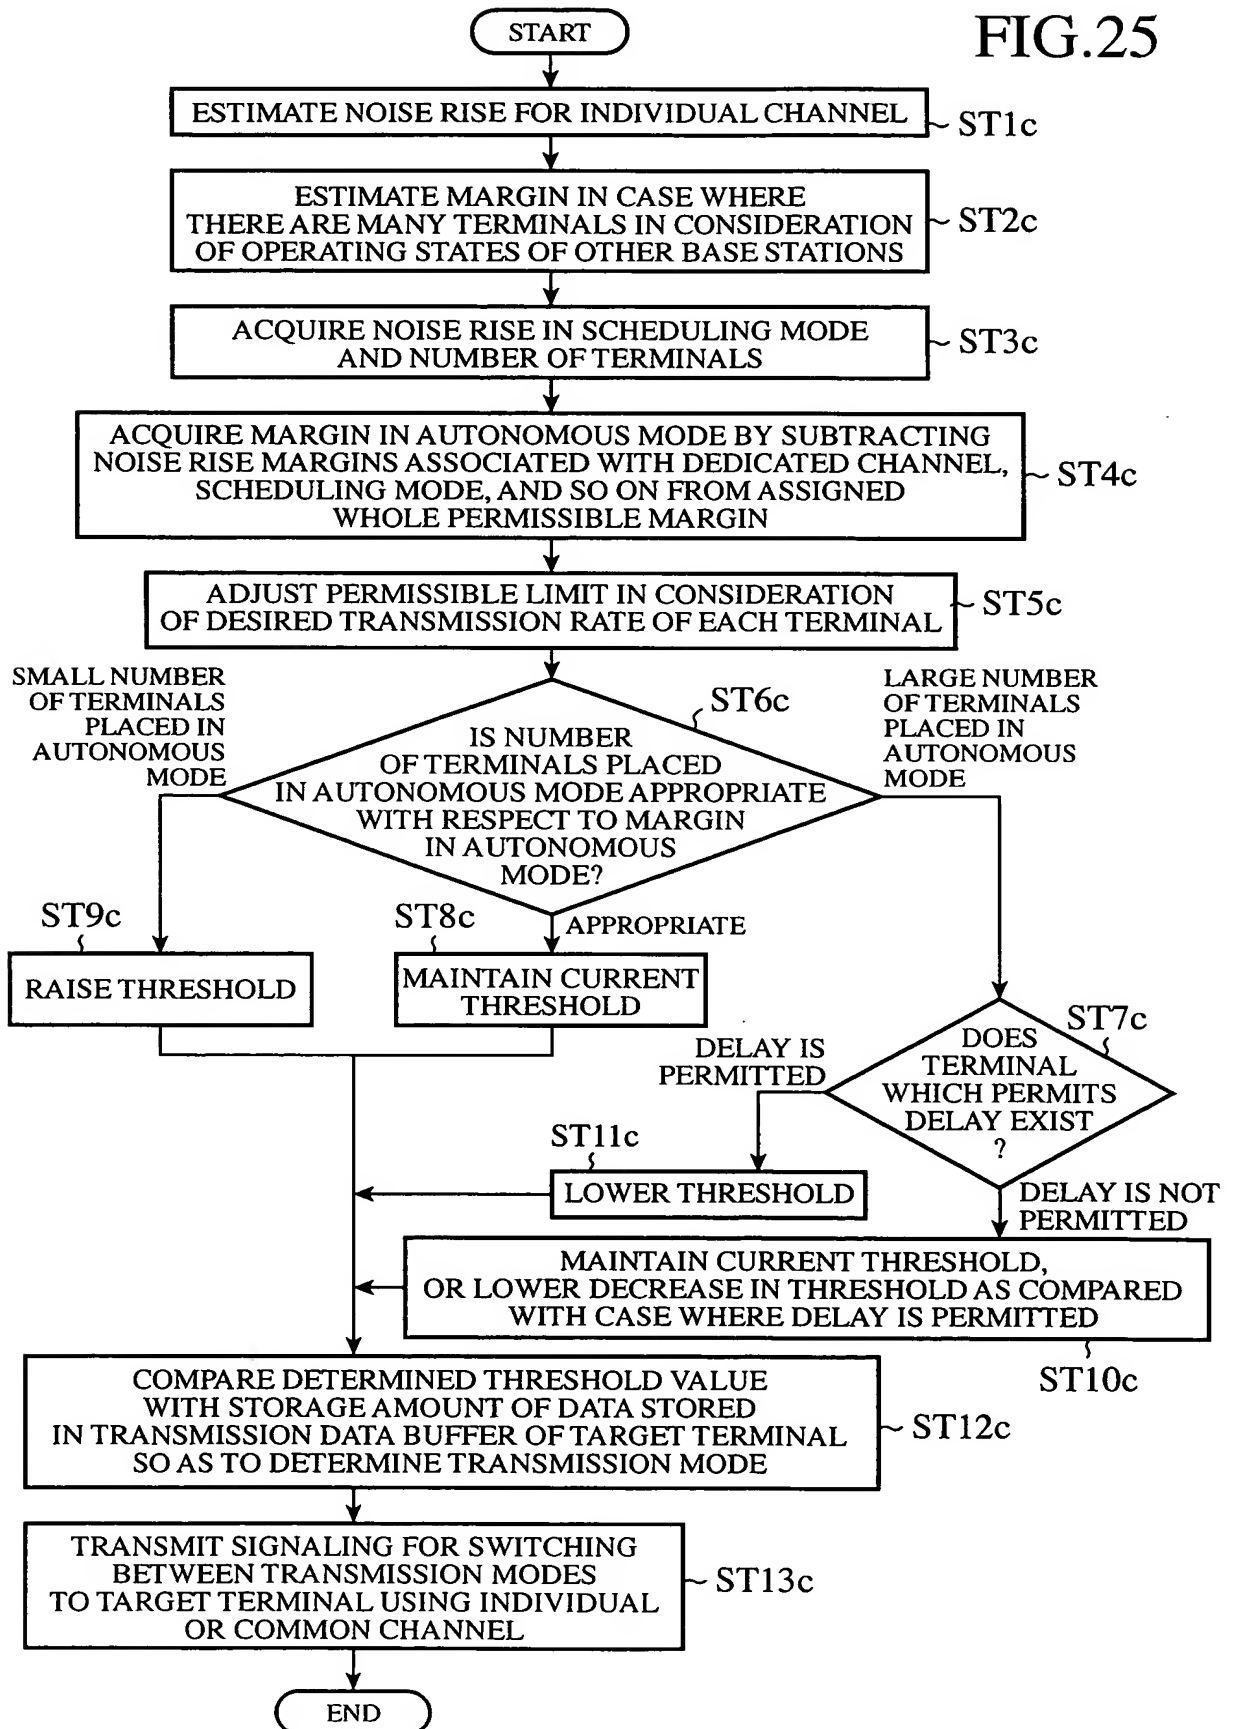 FIG.25
START
ESTIMATE NOISE RISE FOR INDIVIDUAL CHANNEL
ST1c
ESTIMATE MARGIN IN CASE WHERE
THERE ARE MANY TERMINALS IN CONSIDERATION
OF OPERATING STATES OF OTHER BASE STATIONS
ST2c
ACQUIRE NOISE RISE IN SCHEDULING MODE
AND NUMBER OF TERMINALS
ST3c
ACQUIRE MARGIN IN AUTONOMOUS MODE BY SUBTRACTING
NOISE RISE MARGINS ASSOCIATED WITH DEDICATED CHANNEL,
SCHEDULING MODE, AND SO ON FROM ASSIGNED
WHOLE PERMISSIBLE MARGIN
ST4c
ADJUST PERMISSIBLE LIMIT IN CONSIDERATION
OF DESIRED TRANSMISSION RATE OF EACH TERMINAL
ST5c
SMALL NUMBER
OF TERMINALS
PLACED IN
AUTONOMOUS
MODE
ST6c
IS NUMBER
OF TERMINALS PLACED
IN AUTONOMOUS MODE APPROPRIATE
WITH RESPECT TO MARGIN
IN AUTONOMOUS
MODE?
LARGE NUMBER
OF TERMINALS
PLACED IN
AUTONOMOUS
MODE
ST9c
RAISE THRESHOLD
ST8c
APPROPRIATE
MAINTAIN CURRENT
THRESHOLD
ST7c
DOES
TERMINAL
WHICH PERMITS
DELAY EXIST
?
DELAY IS
PERMITTED
ST11c
LOWER THRESHOLD
DELAY IS NOT
PERMITTED
MAINTAIN CURRENT THRESHOLD,
OR LOWER DECREASE IN THRESHOLD AS COMPARED
WITH CASE WHERE DELAY IS PERMITTED
ST10c
COMPARE DETERMINED THRESHOLD VALUE
WITH STORAGE AMOUNT OF DATA STORED
IN TRANSMISSION DATA BUFFER OF TARGET TERMINAL
SO AS TO DETERMINE TRANSMISSION MODE
ST12c
TRANSMIT SIGNALING FOR SWITCHING
BETWEEN TRANSMISSION MODES
TO TARGET TERMINAL USING INDIVIDUAL
OR COMMON CHANNEL
ST13c
END